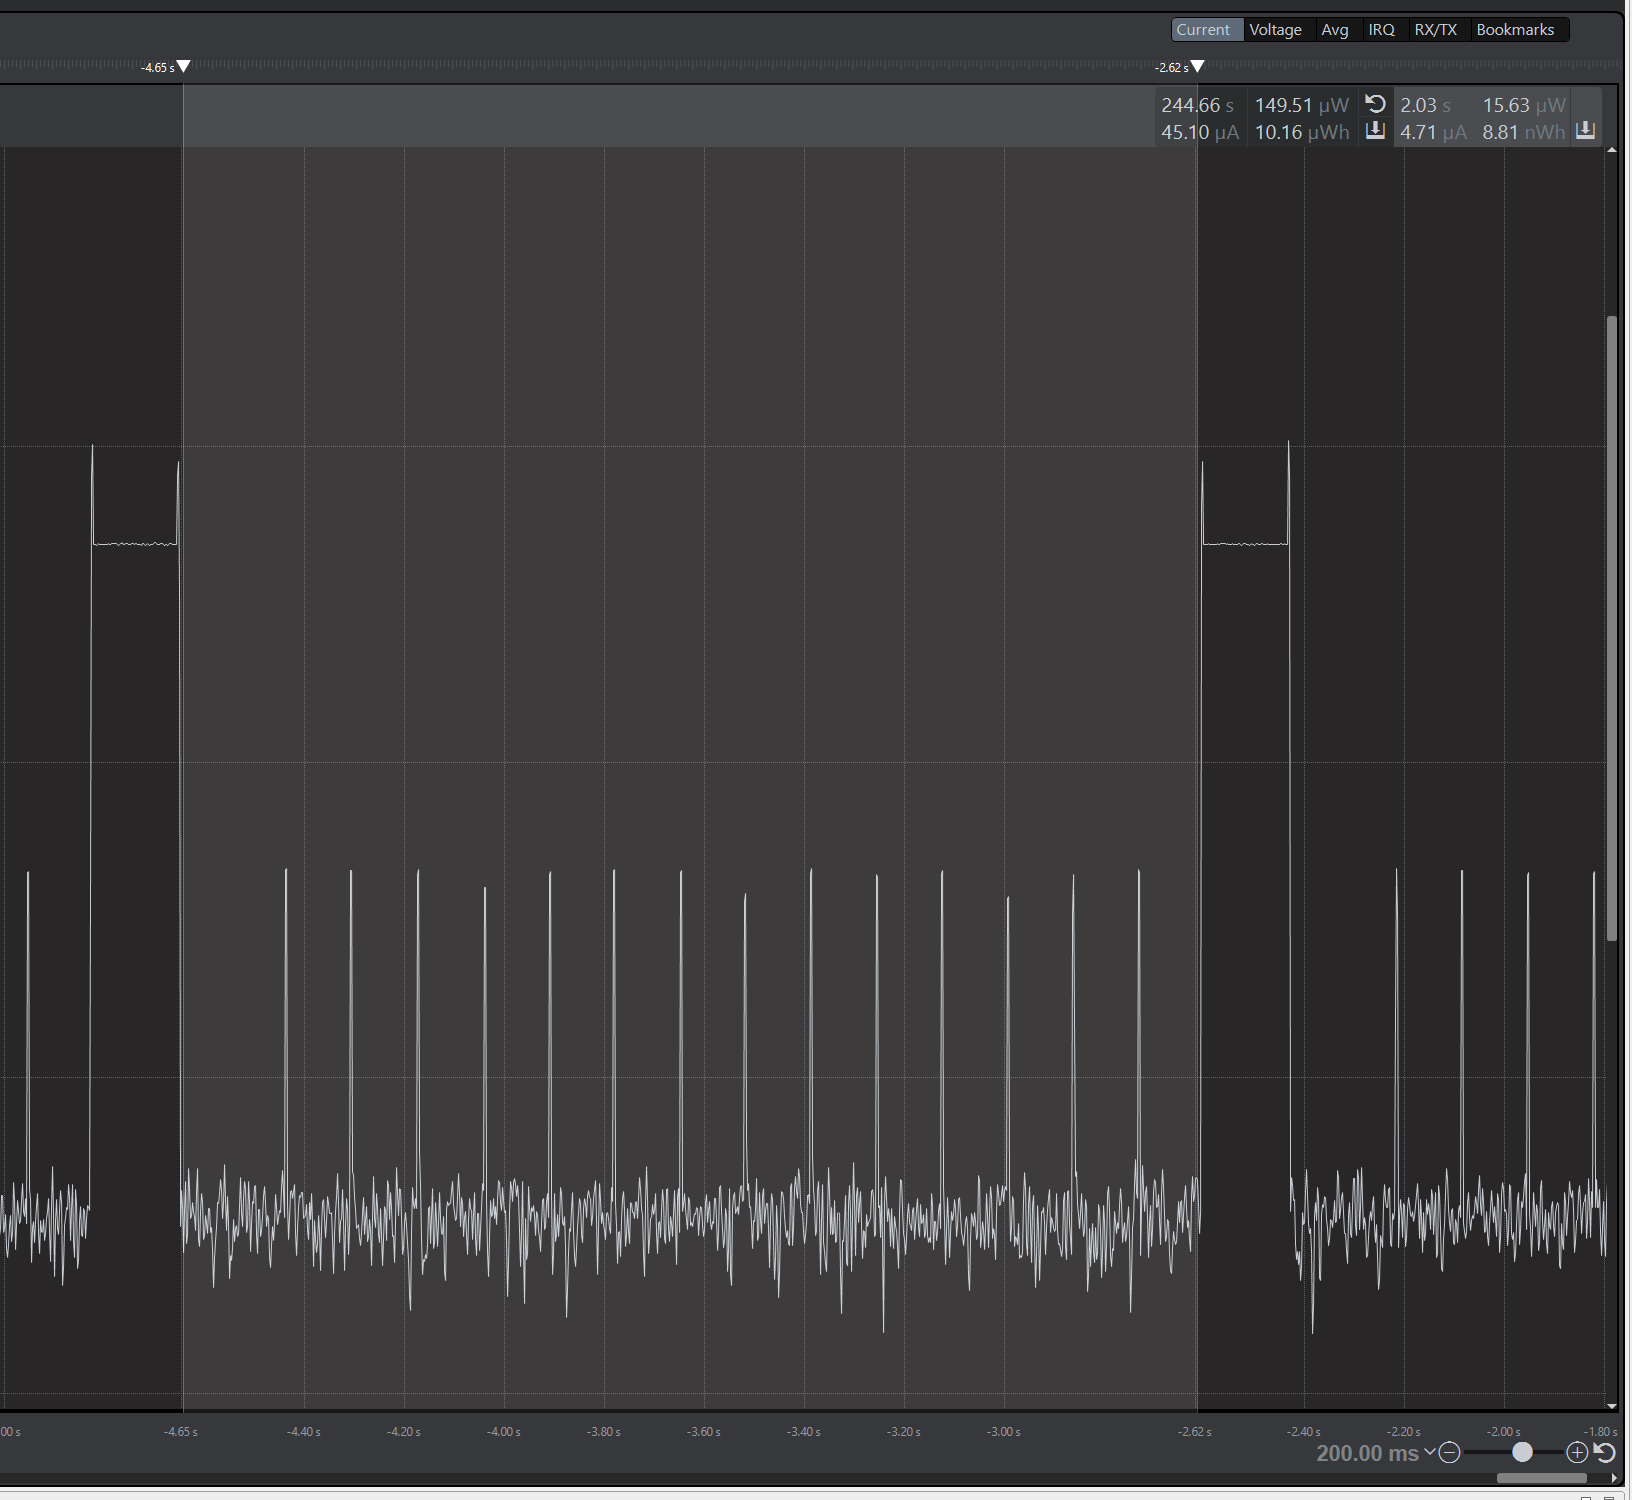 Current Voltage Avg IRQ RX/TX Bookmarks
-4.65 s -2.62 s
244.66 s 149.51 µW 2.03 s 15.63 µW
45.10 µA 10.16 µWh 4.71 µA 8.81 nWh
00 s -4.65 s -4.40 s -4.20 s -4.00 s -3.80 s -3.60 s -3.40 s -3.20 s -3.00 s -2.62 s -2.40 s -2.20 s -2.00 s -1.80 s
200.00 ms